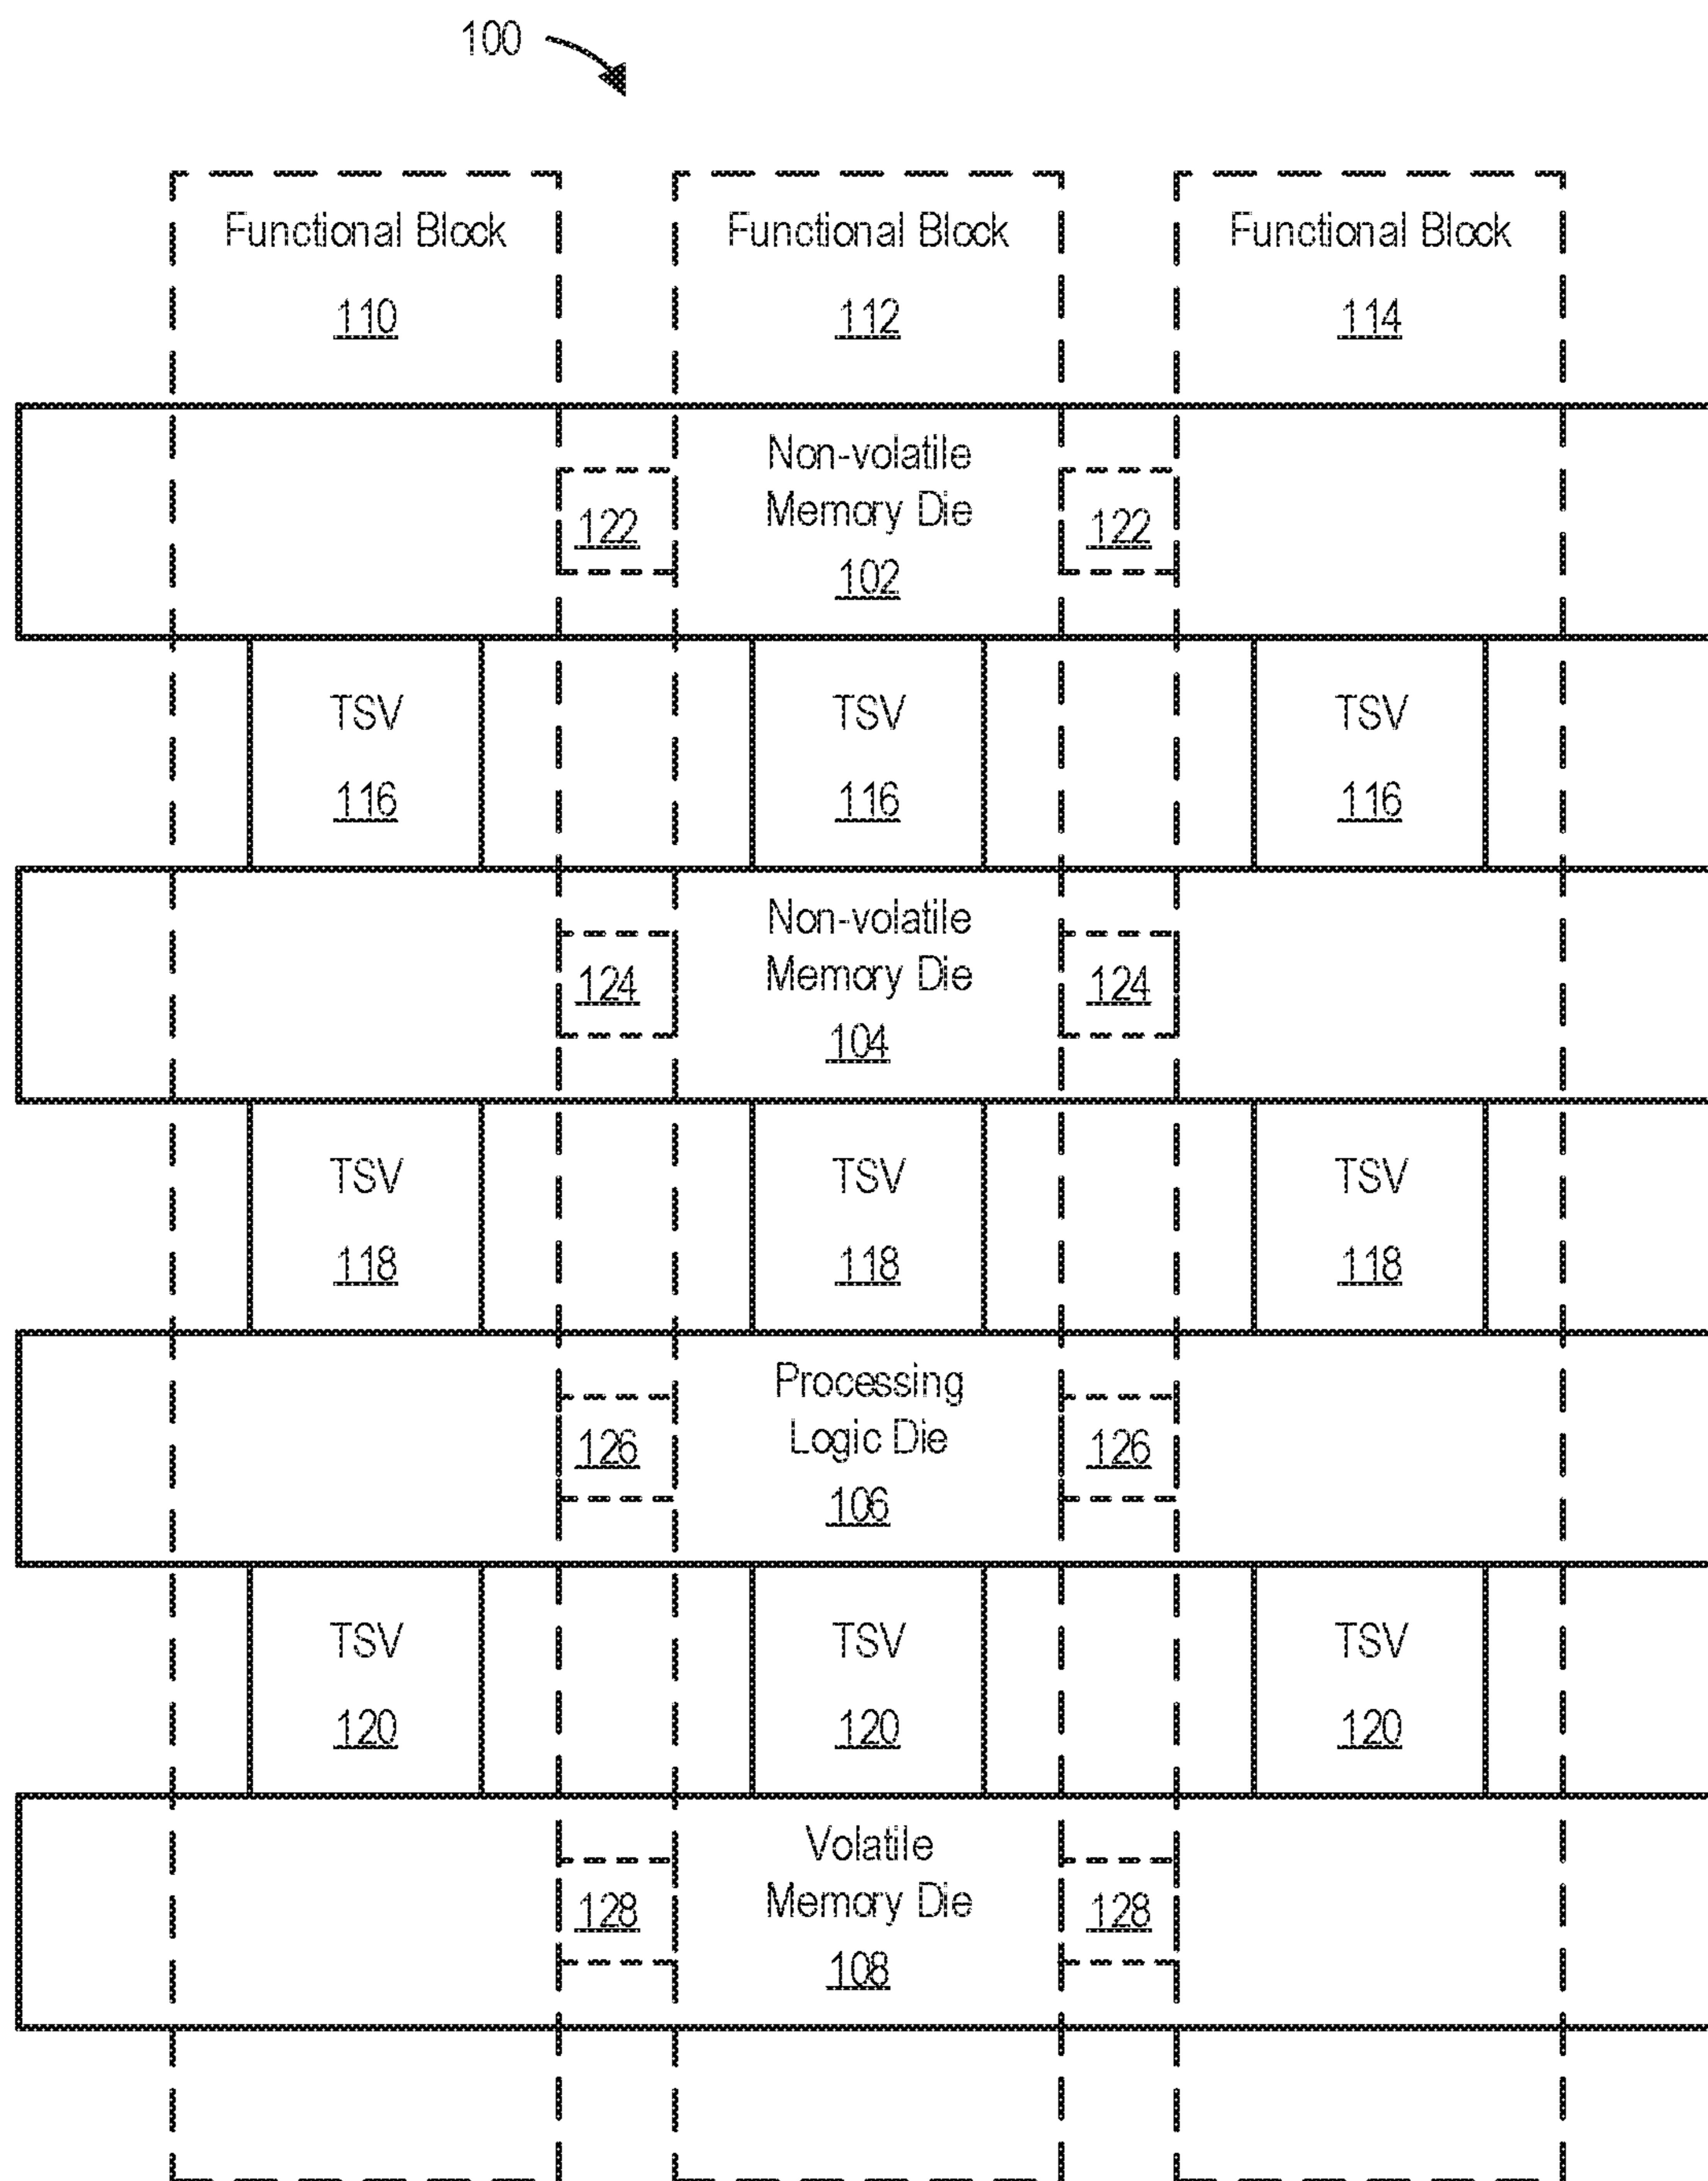 100
Functional Block
110
Functional Block
112
Functional Block
114
Non-volatile
Memory Die
102
122
122
TSV
116
TSV
116
TSV
116
Non-volatile
Memory Die
104
124
124
TSV
118
TSV
118
TSV
118
Processing
Logic Die
106
126
126
TSV
120
TSV
120
TSV
120
Volatile
Memory Die
108
128
128